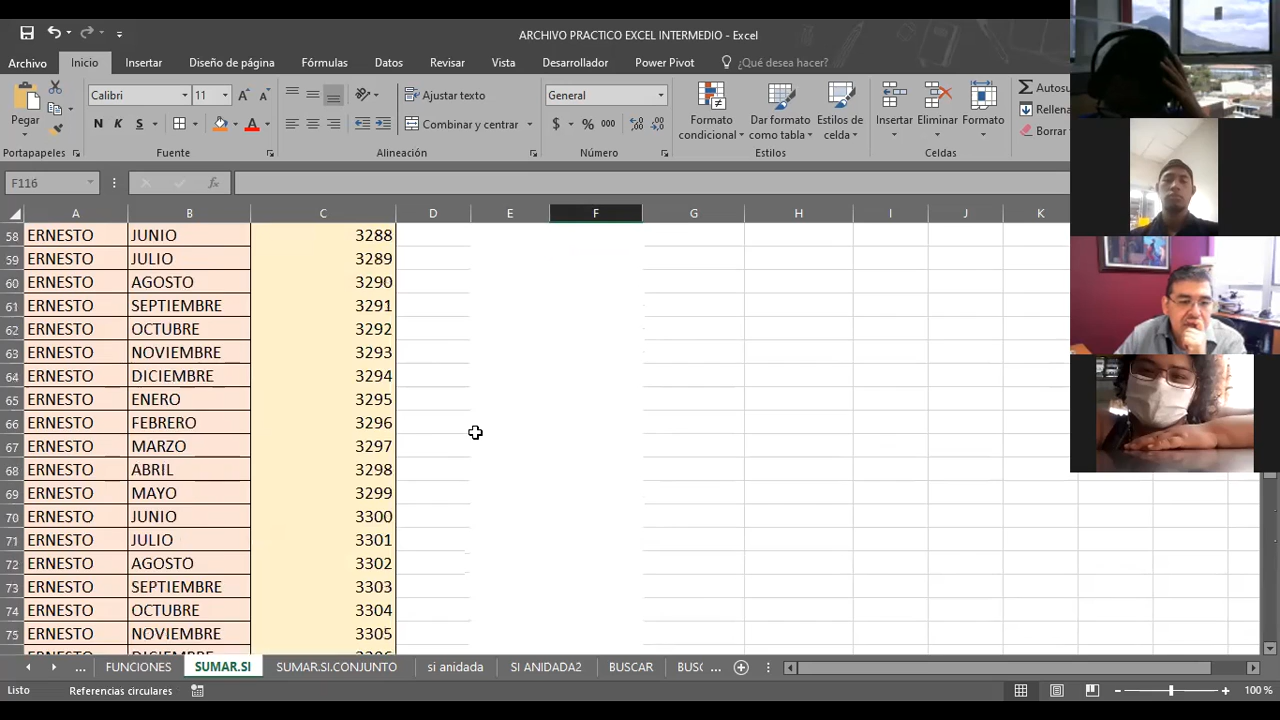 ARCHIVO PRACTICO EXCEL INTERMEDIO - Excel
Archivo Inicio Insertar Diseño de página Fórmulas Datos Revisar Vista Desarrollador Power Pivot ¿Qué desea hacer?
Calibri 11 A A Ajustar texto General Formato condicional Dar formato como tabla Estilos de celda Insertar Eliminar Formato Autosu
Pegar N K S A Combinar y centrar $ % 000 Rellena
Borrar
Portapapeles Fuente Alineación Número Estilos Celdas
F116 fx
A B C D E F G H I J K
58 ERNESTO JUNIO 3288
59 ERNESTO JULIO 3289
60 ERNESTO AGOSTO 3290
61 ERNESTO SEPTIEMBRE 3291
62 ERNESTO OCTUBRE 3292
63 ERNESTO NOVIEMBRE 3293
64 ERNESTO DICIEMBRE 3294
65 ERNESTO ENERO 3295
66 ERNESTO FEBRERO 3296
67 ERNESTO MARZO 3297
68 ERNESTO ABRIL 3298
69 ERNESTO MAYO 3299
70 ERNESTO JUNIO 3300
71 ERNESTO JULIO 3301
72 ERNESTO AGOSTO 3302
73 ERNESTO SEPTIEMBRE 3303
74 ERNESTO OCTUBRE 3304
75 ERNESTO NOVIEMBRE 3305
... FUNCIONES SUMAR.SI SUMAR.SI.CONJUNTO si anidada SI ANIDADA2 BUSCAR BUSC ...
Listo Referencias circulares 100 %